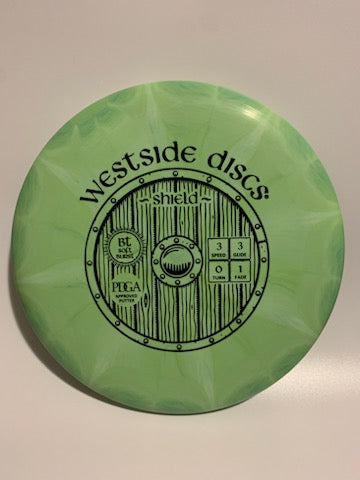 Westside Discs
~Shield~
BT
Soft
Burst
PDGA
APPROVED
PUTTER
3 3
SPEED GLIDE
0 1
TURN FADE